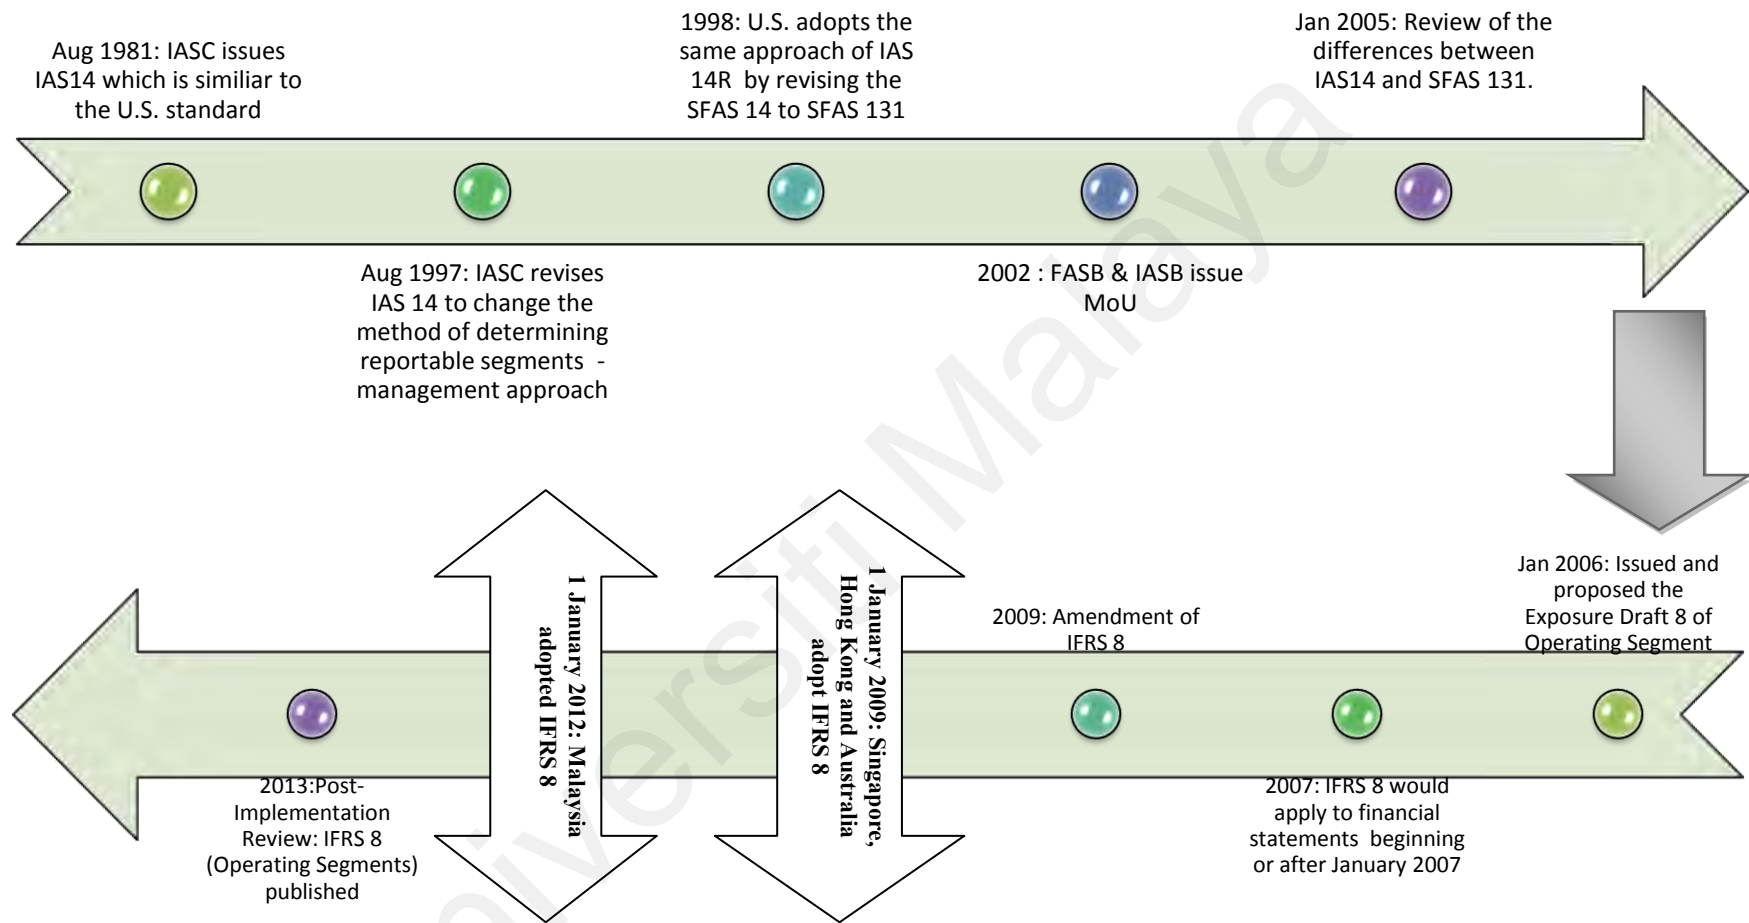 Aug 1981: IASC issues
IAS14 which is similiar to
the U.S. standard
Aug 1997: IASC revises
IAS 14 to change the
method of determining
reportable segments -
management approach
1998: U.S. adopts the
same approach of IAS
14R by revising the
SFAS 14 to SFAS 131
2002 : FASB & IASB issue
MoU
Jan 2005: Review of the
differences between
IAS14 and SFAS 131.
Jan 2006: Issued and
proposed the
Exposure Draft 8 of
Operating Segment
2007: IFRS 8 would
apply to financial
statements beginning
or after January 2007
2009: Amendment of
IFRS 8
1 January 2009: Singapore,
Hong Kong and Australia
adopt IFRS 8
1 January 2012: Malaysia
adopted IFRS 8
2013:Post-
Implementation
Review: IFRS 8
(Operating Segments)
published
niversiti Malaya